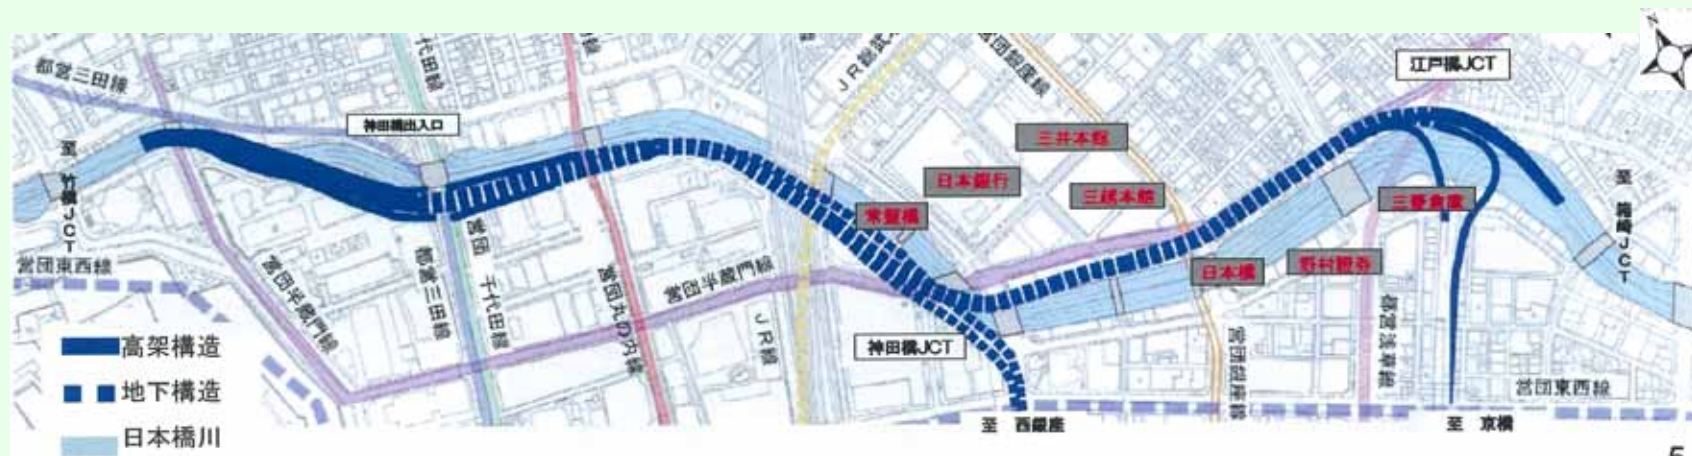 都営三田線
千代田線
JR総武
営団銀座線
江戸橋JCT
神田橋出入口
三井本館
至 竹橋JCT
日本銀行
三越本館
常盤橋
三菱倉庫
至 箱崎JCT
営団東西線
営団半蔵門線
都営三田線
営団 千代田線
営団丸の内線
営団半蔵門線
JR線
日本橋
野村證券
神田橋JCT
営団銀座線
都営浅草線
営団東西線
高架構造
地下構造
日本橋川
至 西銀座
至 京橋
5